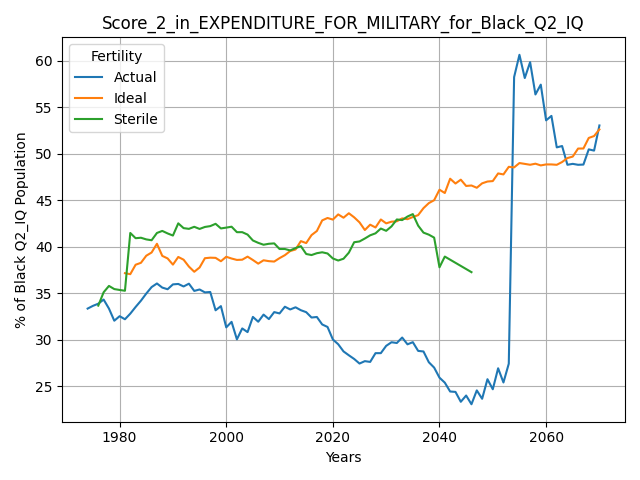 Score_2_in_EXPENDITURE_FOR_MILITARY_for_Black_Q2_IQ
Fertility
Actual
Ideal
Sterile
% of Black Q2_IQ Population
60
55
50
45
40
35
30
25
1980
2000
2020
2040
2060
Years